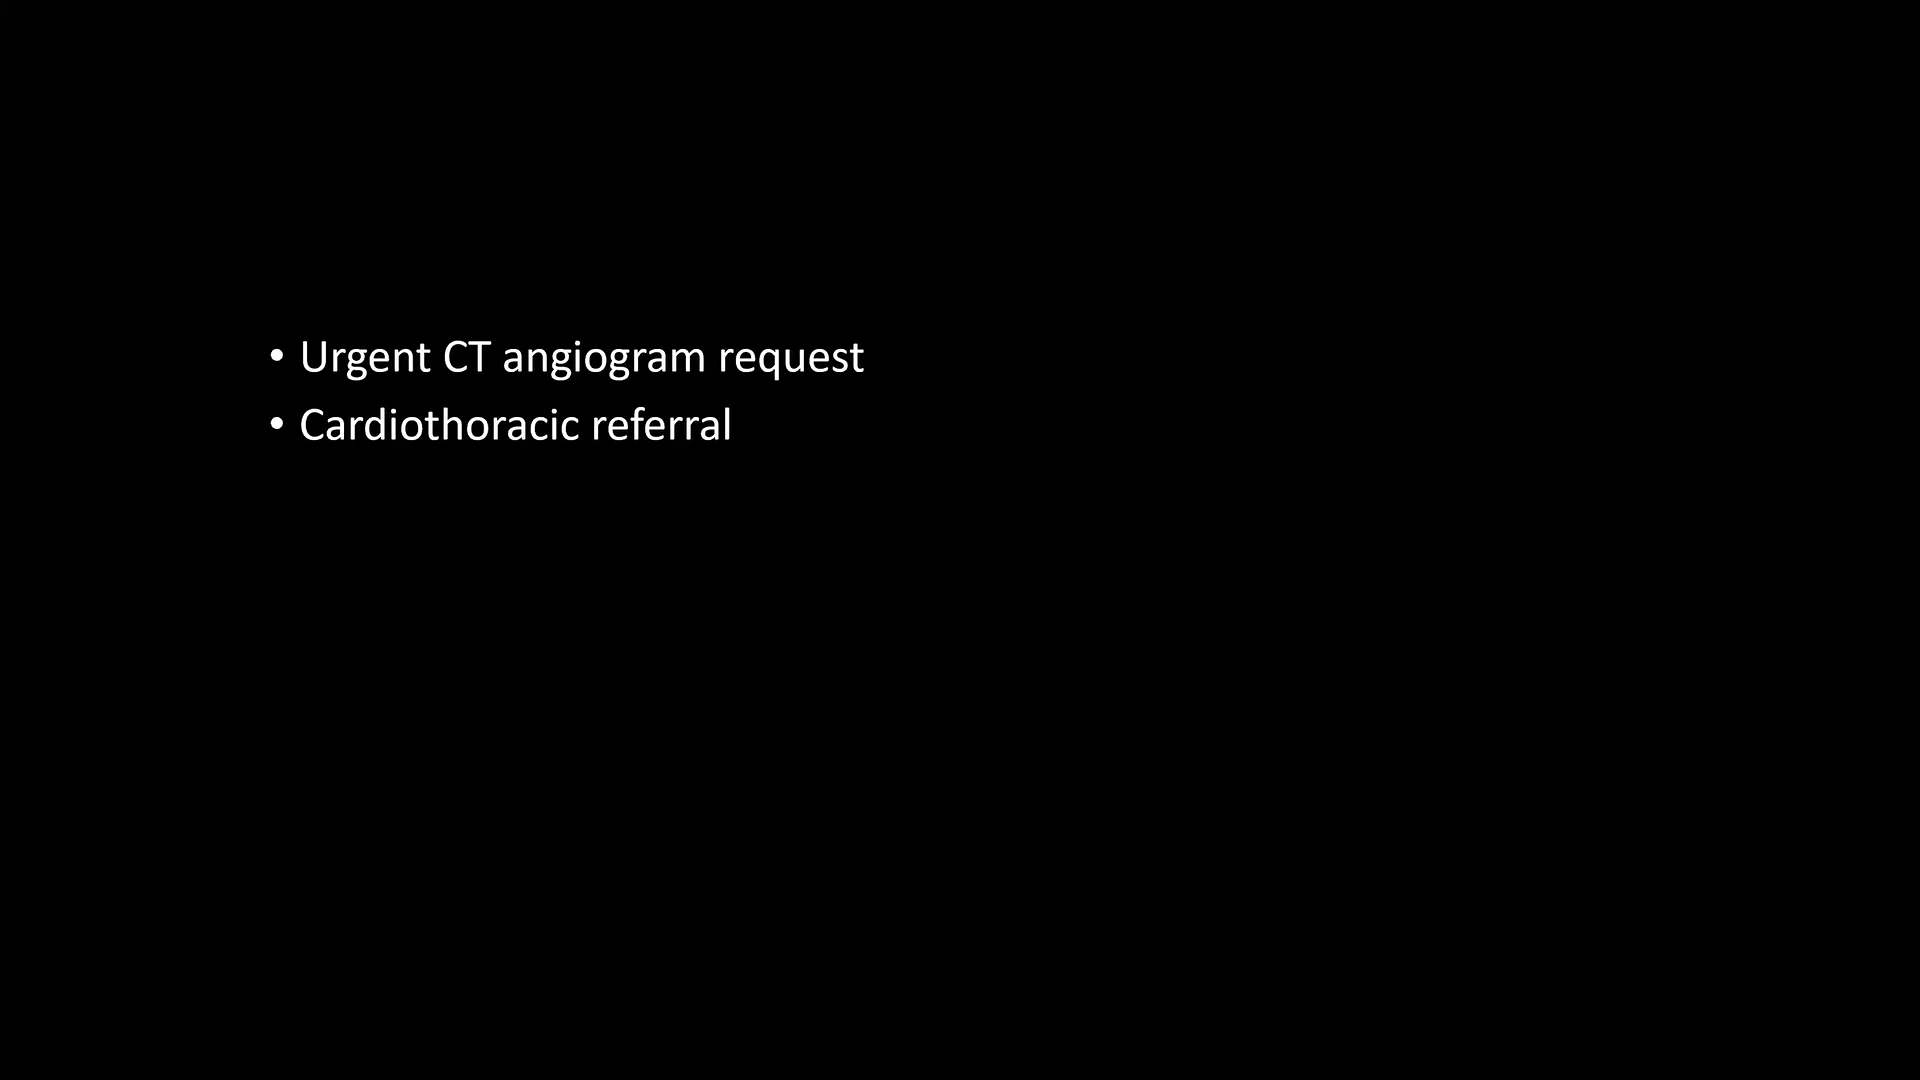 • Urgent CT angiogram request
• Cardiothoracic referral